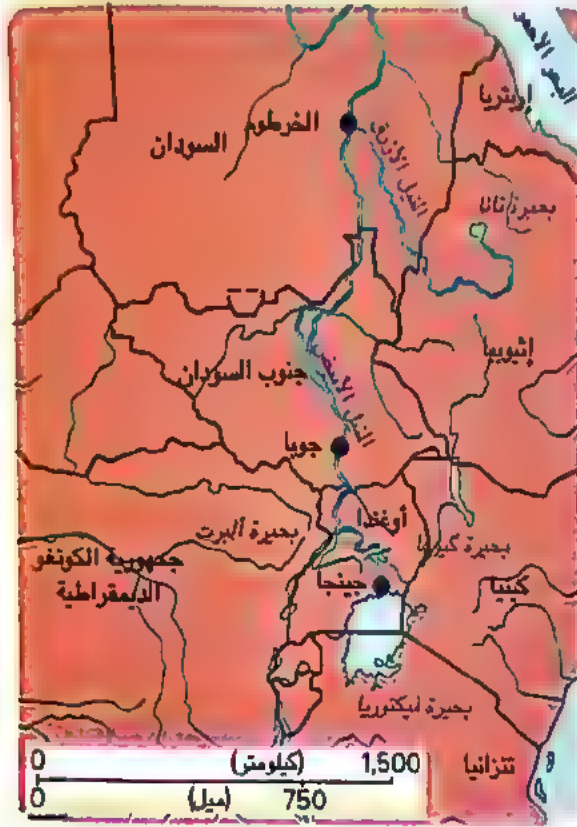 البحر الأحمر
إريتريا
الخرطوم
السودان
النيل الأزرق
بحيرة تانا
إثيوبيا
جنوب السودان
النيل الأبيض
جوبا
أوغندا
بحيرة ألبرت
بحيرة
جمهورية الكونغو
الديمقراطية
جينجا
كينيا
بحيرة فيكتوريا
تنزانيا
0 (كيلومتر) 1,500
0 (ميل) 750